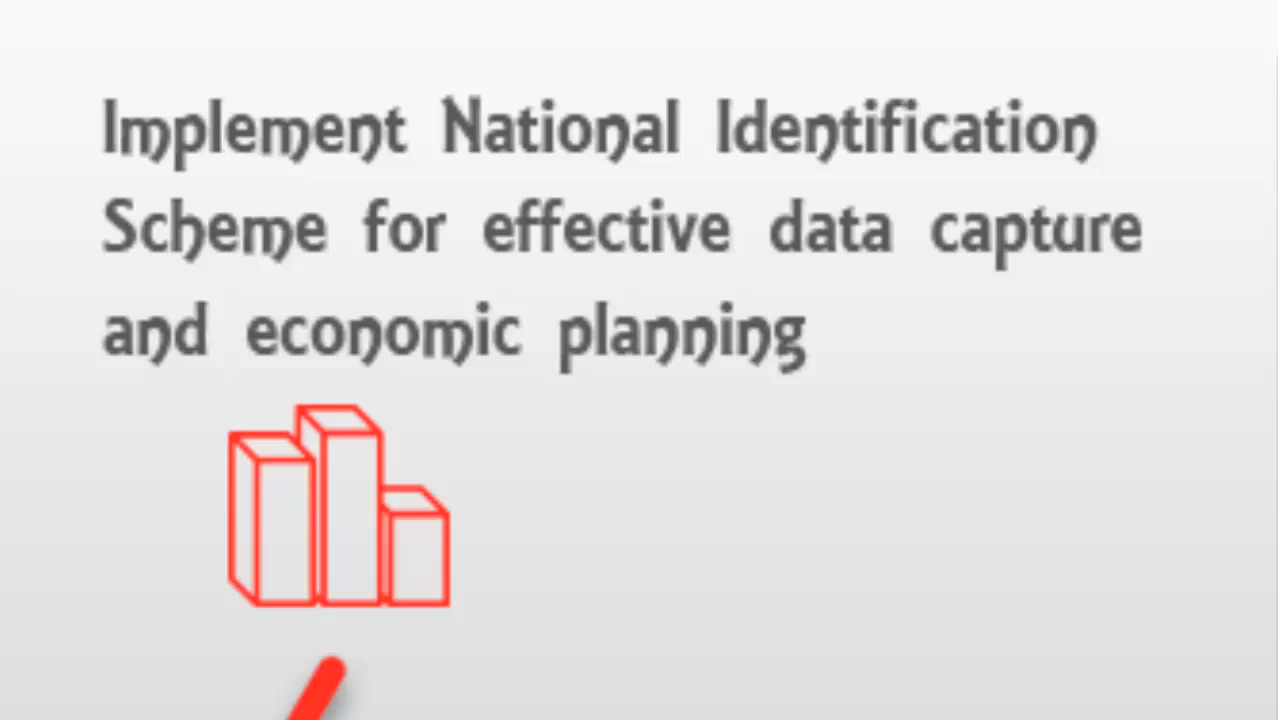 Implement National Identification
Scheme for effective data capture
and economic planning